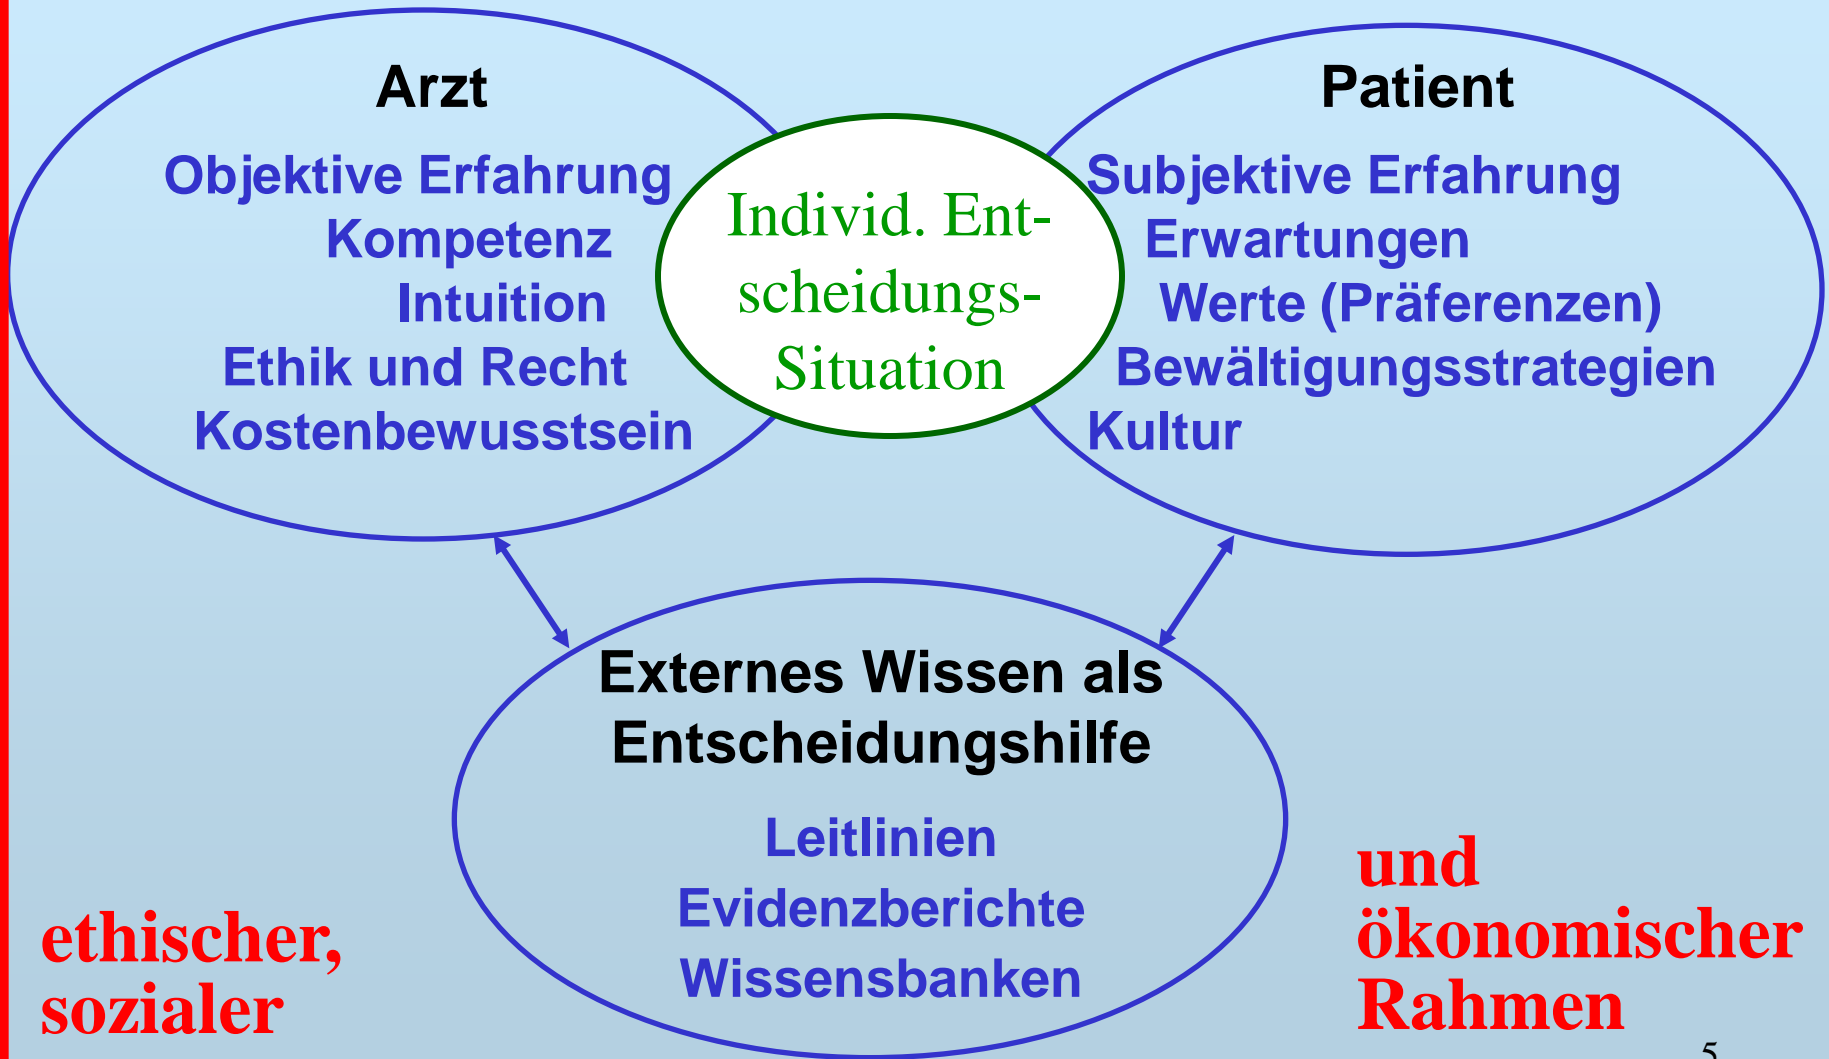 Arzt
Objektive Erfahrung
Kompetenz
Intuition
Ethik und Recht
Kostenbewusstsein
Individ. Ent-
scheidungs-
Situation
Patient
Subjektive Erfahrung
Erwartungen
Werte (Präferenzen)
Bewältigungsstrategien
Kultur
Externes Wissen als
Entscheidungshilfe
Leitlinien
Evidenzberichte
Wissensbanken
ethischer,
sozialer
und
ökonomischer
Rahmen
5